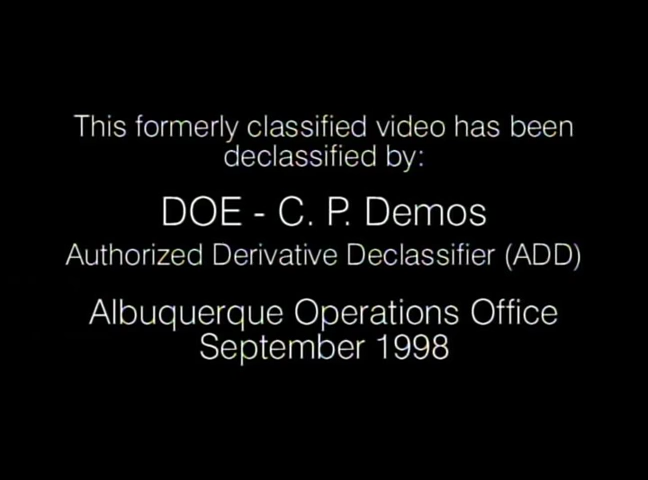 This formerly classified video has been
declassified by:
DOE - C. P. Demos
Authorized Derivative Declassifier (ADD)
Albuquerque Operations Office
September 1998